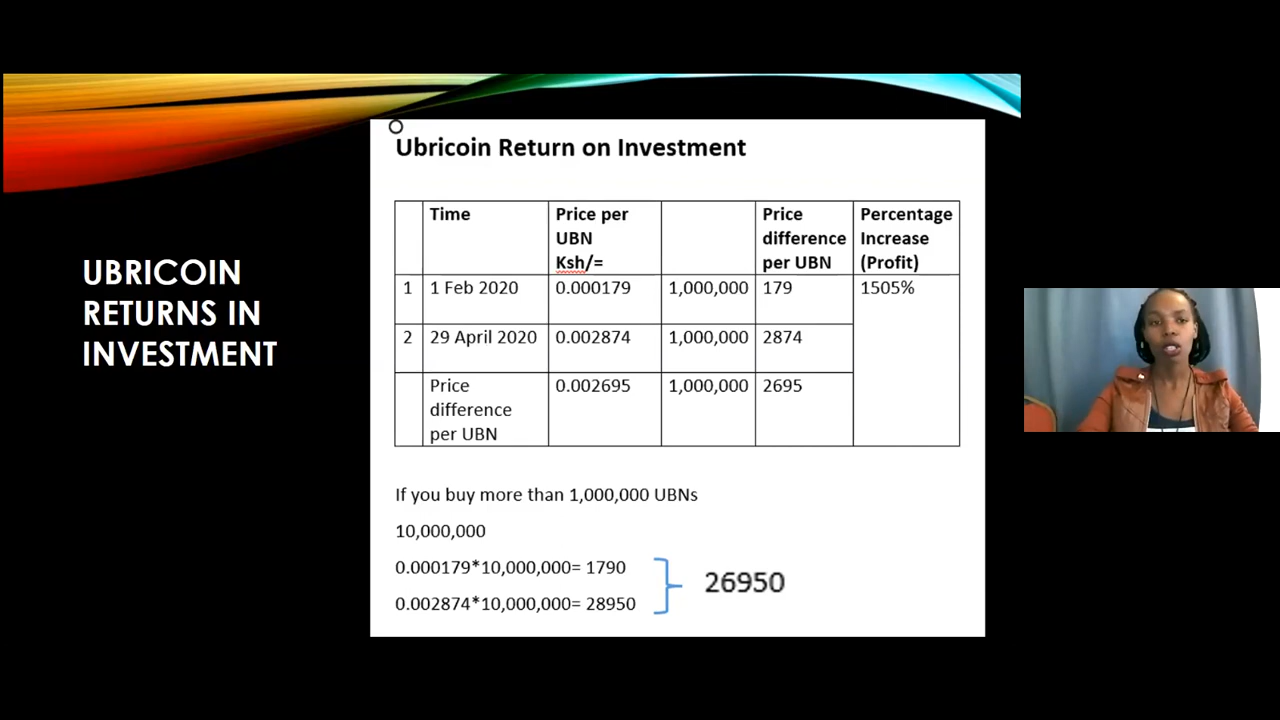 UBRICOIN
RETURNS IN
INVESTMENT
Ubricoin Return on Investment
Time
Price per
UBN
Ksh/=
Price
difference
per UBN
Percentage
Increase
(Profit)
1 1 Feb 2020 0.000179 1,000,000 179 1505%
2 29 April 2020 0.002874 1,000,000 2874
Price
difference
per UBN
0.002695 1,000,000 2695
If you buy more than 1,000,000 UBNs
10,000,000
0.000179*10,000,000= 1790
0.002874*10,000,000= 28950
26950